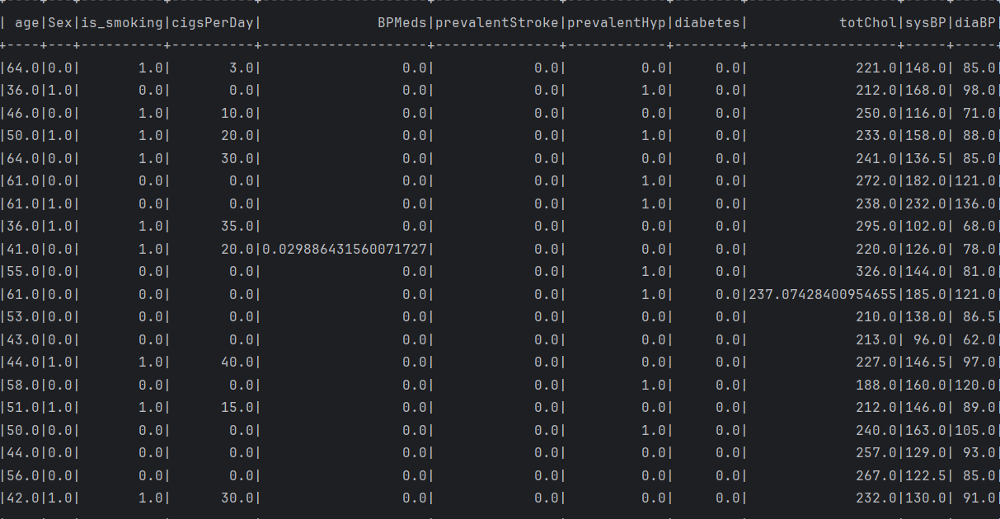 | age|Sex|is_smoking|cigsPerDay|              BPMeds|prevalentStroke|prevalentHyp|diabetes|           totChol|sysBP|diaBP|
+----+---+----------+----------+--------------------+---------------+------------+--------+------------------+-----+-----+
|64.0|0.0|       1.0|       3.0|                 0.0|            0.0|         0.0|     0.0|             221.0|148.0| 85.0|
|36.0|1.0|       0.0|       0.0|                 0.0|            0.0|         1.0|     0.0|             212.0|168.0| 98.0|
|46.0|0.0|       1.0|      10.0|                 0.0|            0.0|         0.0|     0.0|             250.0|116.0| 71.0|
|50.0|1.0|       1.0|      20.0|                 0.0|            0.0|         1.0|     0.0|             233.0|158.0| 88.0|
|64.0|0.0|       1.0|      30.0|                 0.0|            0.0|         0.0|     0.0|             241.0|136.5| 85.0|
|61.0|0.0|       0.0|       0.0|                 0.0|            0.0|         1.0|     0.0|             272.0|182.0|121.0|
|61.0|1.0|       0.0|       0.0|                 0.0|            0.0|         1.0|     0.0|             238.0|232.0|136.0|
|36.0|1.0|       1.0|      35.0|                 0.0|            0.0|         0.0|     0.0|             295.0|102.0| 68.0|
|41.0|0.0|       1.0|      20.0|0.029886431560071727|            0.0|         0.0|     0.0|             220.0|126.0| 78.0|
|55.0|0.0|       0.0|       0.0|                 0.0|            0.0|         1.0|     0.0|             326.0|144.0| 81.0|
|61.0|0.0|       0.0|       0.0|                 0.0|            0.0|         1.0|     0.0|237.07428400954655|185.0|121.0|
|53.0|0.0|       0.0|       0.0|                 0.0|            0.0|         0.0|     0.0|             210.0|138.0| 86.5|
|43.0|0.0|       0.0|       0.0|                 0.0|            0.0|         0.0|     0.0|             213.0| 96.0| 62.0|
|44.0|1.0|       1.0|      40.0|                 0.0|            0.0|         0.0|     0.0|             227.0|146.5| 97.0|
|58.0|0.0|       0.0|       0.0|                 0.0|            0.0|         1.0|     0.0|             188.0|160.0|120.0|
|51.0|1.0|       1.0|      15.0|                 0.0|            0.0|         0.0|     0.0|             212.0|146.0| 89.0|
|50.0|0.0|       0.0|       0.0|                 0.0|            0.0|         1.0|     0.0|             240.0|163.0|105.0|
|44.0|0.0|       0.0|       0.0|                 0.0|            0.0|         0.0|     0.0|             257.0|129.0| 93.0|
|56.0|0.0|       0.0|       0.0|                 0.0|            0.0|         0.0|     0.0|             267.0|122.5| 85.0|
|42.0|1.0|       1.0|      30.0|                 0.0|            0.0|         0.0|     0.0|             232.0|130.0| 91.0|